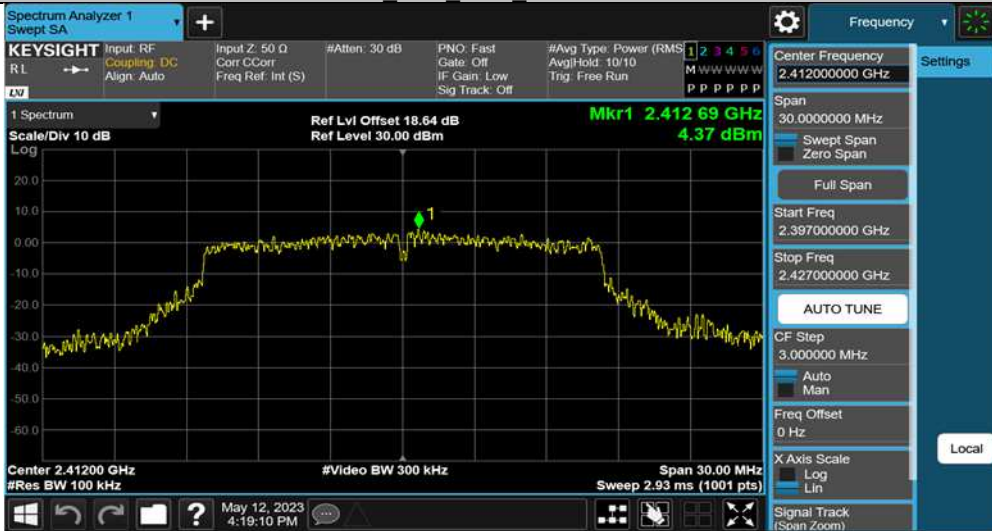 Spectrum Analyzer 1
Swept SA
Frequency
KEYSIGHT
RL
LXI
Input: RF
Coupling: DC
Align: Auto
Input Z: 50 Ω
Corr CCorr
Freq Ref: Int (S)
#Atten: 30 dB
PNO: Fast
Gate: Off
IF Gain: Low
Sig Track: Off
#Avg Type: Power (RMS
Avg|Hold: 10/10
Trig: Free Run
1 2 3 4 5 6
M W W W W W
P P P P P P
1 Spectrum
Scale/Div 10 dB
Log
Ref Lvl Offset 18.64 dB
Ref Level 30.00 dBm
Mkr1 2.412 69 GHz
4.37 dBm
20.0
10.0
0.00
-10.0
-20.0
-30.0
-40.0
-50.0
-60.0
1
Center 2.41200 GHz
#Res BW 100 kHz
#Video BW 300 kHz
Span 30.00 MHz
Sweep 2.93 ms (1001 pts)
?
May 12, 2023
4:19:10 PM
Center Frequency
2.412000000 GHz
Span
30.0000000 MHz
Swept Span
Zero Span
Full Span
Start Freq
2.397000000 GHz
Stop Freq
2.427000000 GHz
AUTO TUNE
CF Step
3.000000 MHz
Auto
Man
Freq Offset
0 Hz
X Axis Scale
Log
Lin
Signal Track
(Span Zoom)
Settings
Local